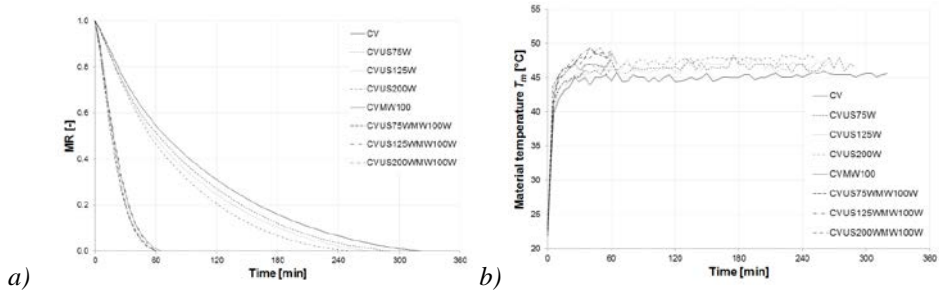 MR [-]
1.0
0.8
0.6
0.4
0.2
0.0
0 60 120 180 240 300 360
Time [min]
CV
CVUS75W
CVUS125W
CVUS200W
CVMW100
CVUS75WMW100W
CVUS125WMW100W
CVUS200WMW100W
a)
Material temperature Tm [°C]
55
50
45
40
35
30
25
20
0 60 120 180 240 300 360
Time [min]
CV
CVUS75W
CVUS125W
CVUS200W
CVMW100
CVUS75WMW100W
CVUS125WMW100W
CVUS200WMW100W
b)